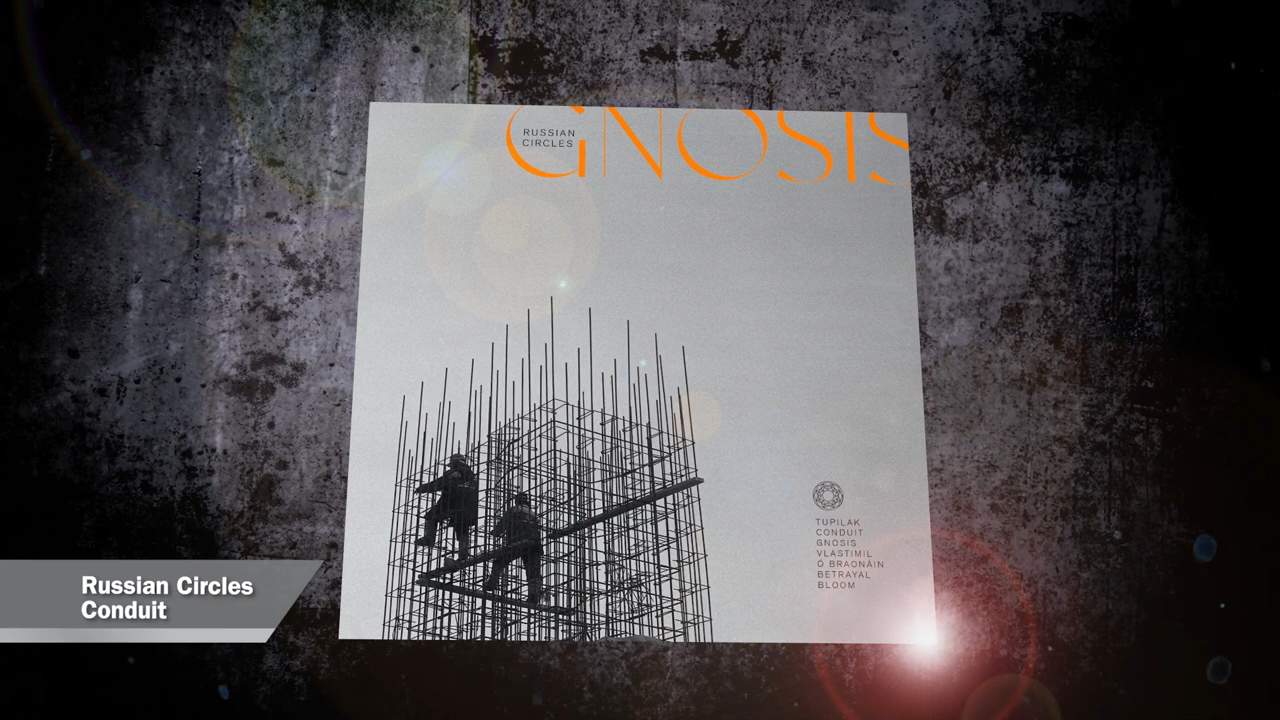 GNOSIS
RUSSIAN
CIRCLES
TUPILAK
CONDUIT
GNOSIS
VLASTIMIL
Ó BRAONÁIN
BETRAYAL
BLOOM
Russian Circles
Conduit